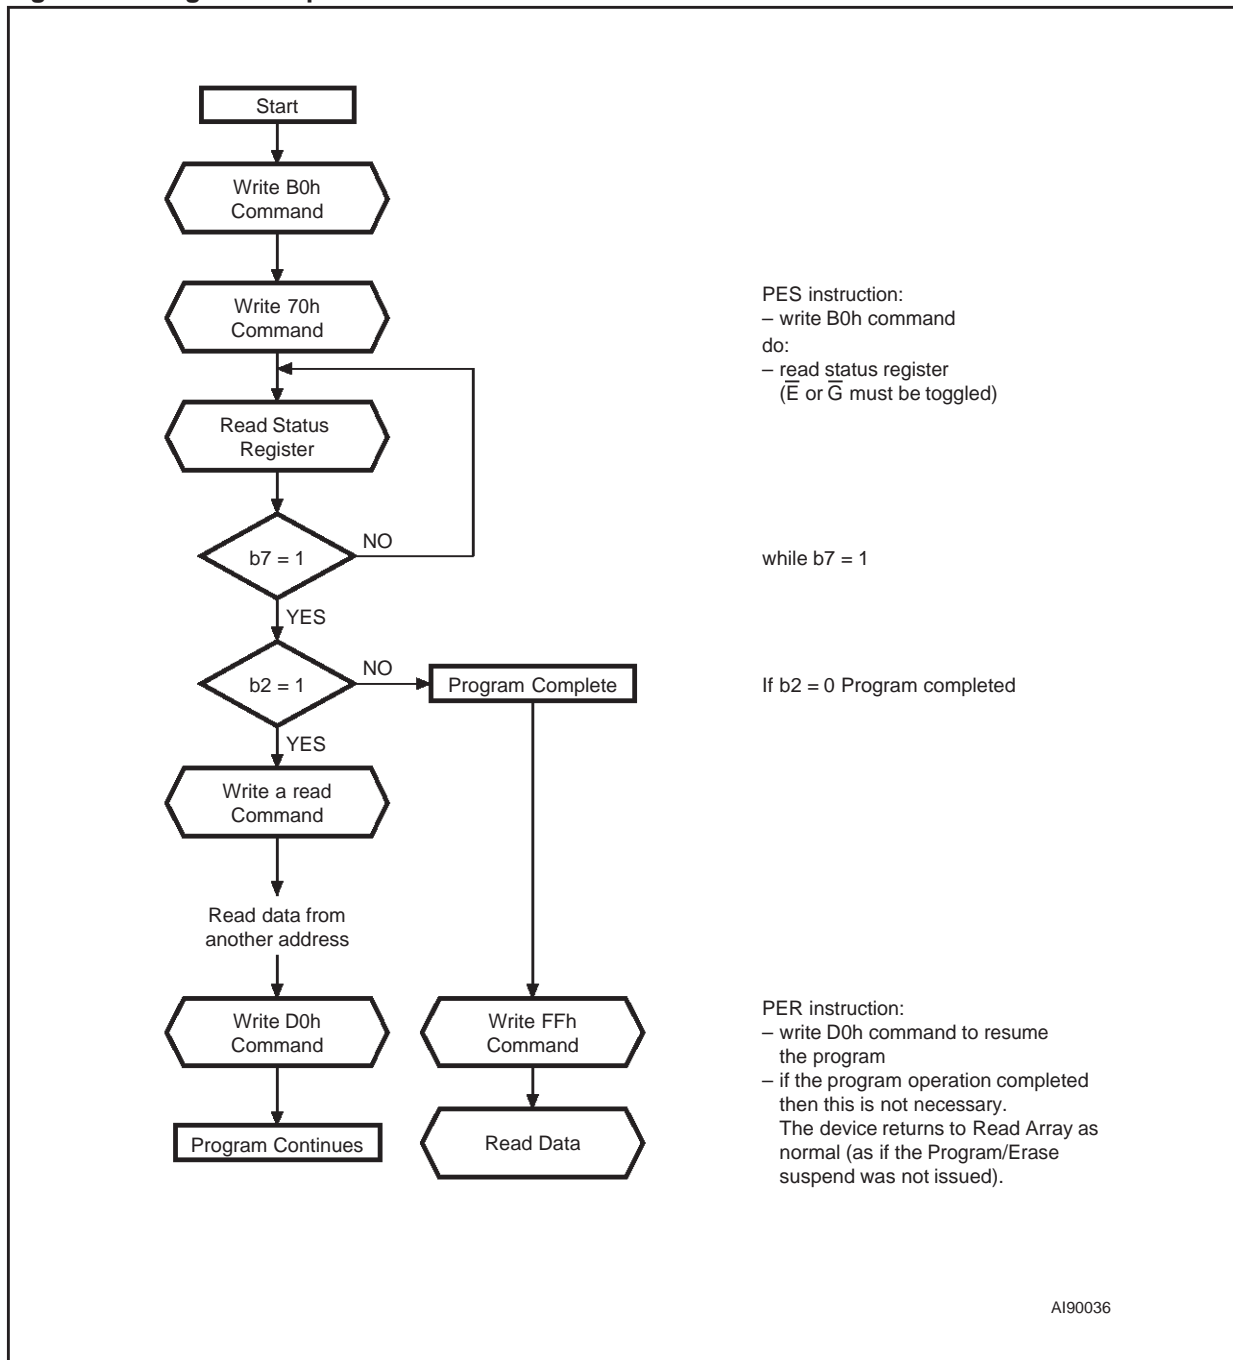 Start
Write B0h
Command
Write 70h
Command
PES instruction:
– write B0h command
do:
– read status register
(E̅ or G̅ must be toggled)
Read Status
Register
b7 = 1
NO
while b7 = 1
YES
b2 = 1
NO
Program Complete
If b2 = 0 Program completed
YES
Write a read
Command
Read data from
another address
Write D0h
Command
Write FFh
Command
PER instruction:
– write D0h command to resume
the program
– if the program operation completed
then this is not necessary.
The device returns to Read Array as
normal (as if the Program/Erase
suspend was not issued).
Program Continues
Read Data
AI90036